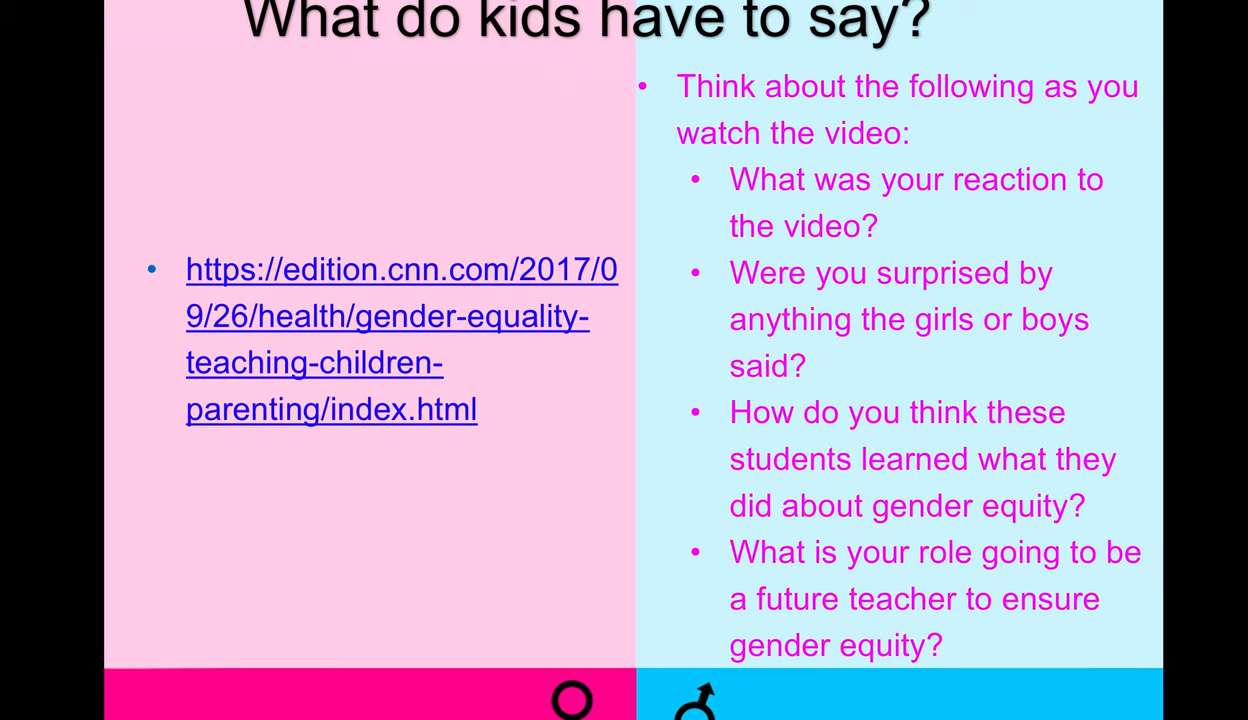 What do kids have to say?
• https://edition.cnn.com/2017/0
9/26/health/gender-equality-
teaching-children-
parenting/index.html
• Think about the following as you
watch the video:
• What was your reaction to
the video?
• Were you surprised by
anything the girls or boys
said?
• How do you think these
students learned what they
did about gender equity?
• What is your role going to be
a future teacher to ensure
gender equity?